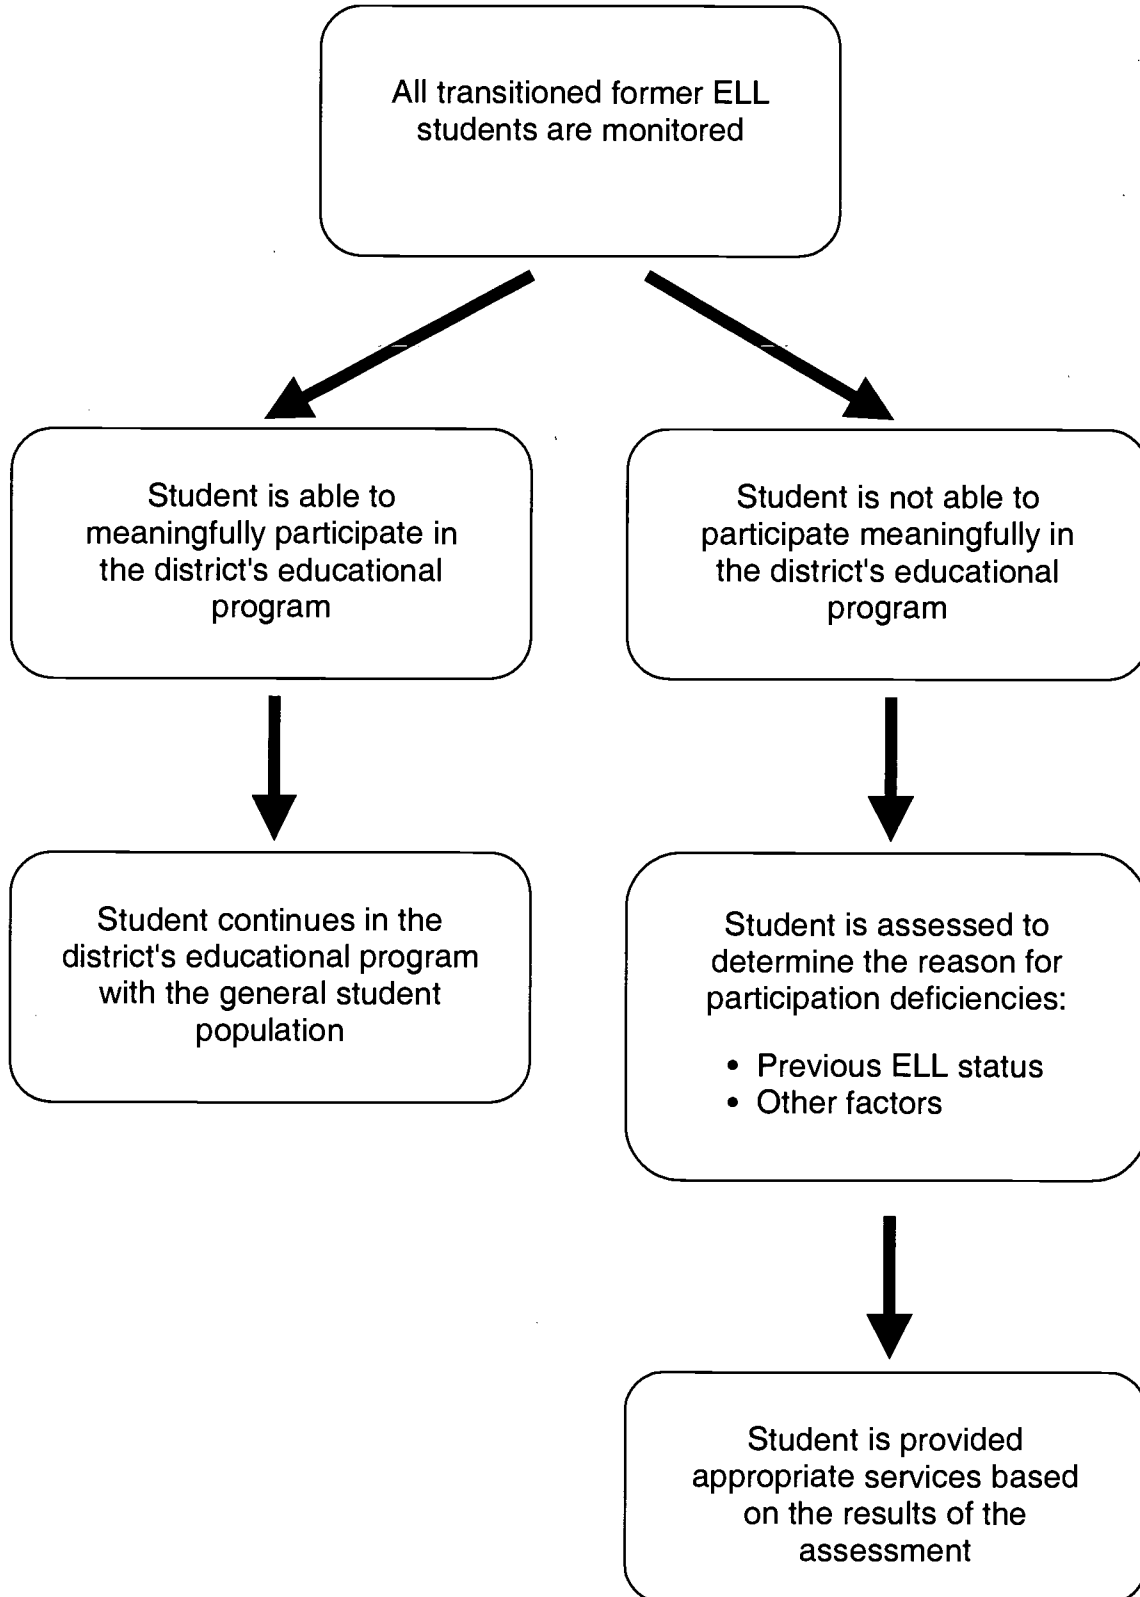 All transitioned former ELL
students are monitored
Student is able to
meaningfully participate in
the district's educational
program
Student is not able to
participate meaningfully in
the district's educational
program
Student continues in the
district's educational program
with the general student
population
Student is assessed to
determine the reason for
participation deficiencies:
• Previous ELL status
• Other factors
Student is provided
appropriate services based
on the results of the
assessment